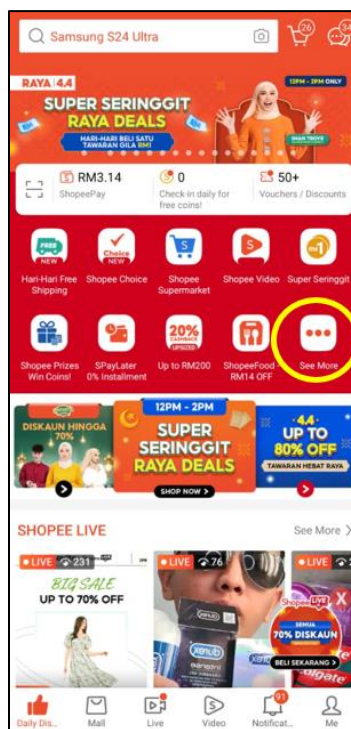 Samsung S24 Ultra
26
34
RAYA 4.4
12PM - 2PM ONLY
SUPER SERINGGIT
RAYA DEALS
HARI-HARI BELI SATU
TAWARAN GILA RM1
RM3.14
ShopeePay
0
Check-in daily for
free coins!
50+
Vouchers / Discounts
FREE
NEW
Hari-Hari Free
Shipping
Choice
NEW
Shopee Choice
Shopee
Supermarket
Shopee Video
1
Super Seringgit
Shopee Prizes
Win Coins!
SPayLater
0% Installment
20%
CASHBACK
UPSIZED
Up to RM200
ShopeeFood -
RM14 OFF
See More
DISKAUN HINGGA
70%
12PM - 2PM
SUPER
SERINGGIT
RAYA DEALS
SHOP NOW >
4.4
UP TO
80% OFF
TAWARAN HEBAT RAYA
SHOPEE LIVE
See More >
LIVE 231
BIG SALE
UP TO 70% OFF
LIVE 76
LIVE
Shopee LIVE X
SEMUA
70% DISKAUN
BELI SEKARANG >
Colgate
Daily Dis...
Mall
Live
Video
91
Notificat...
Me